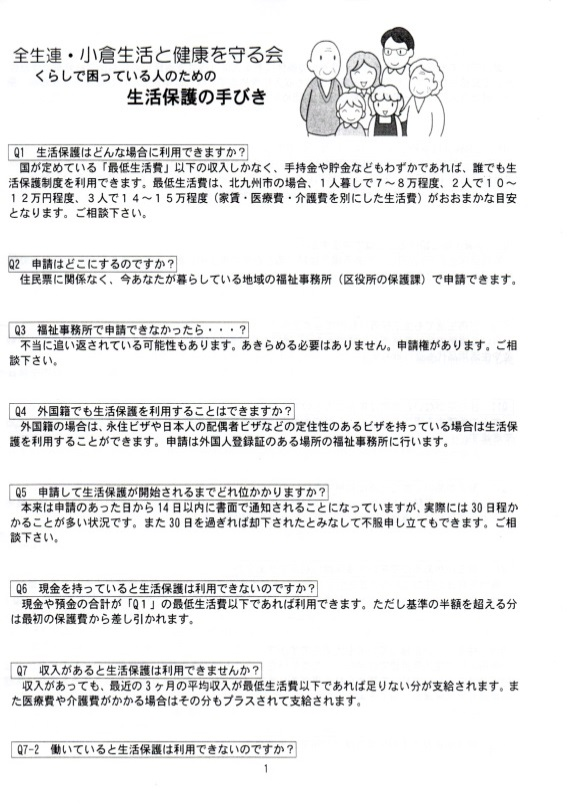 全生連・小倉生活と健康を守る会
くらしで困っている人のための
生活保護の手びき
Q1 生活保護はどんな場合に利用できますか？
国が定めている「最低生活費」以下の収入しかなく、手持金や貯金などもわずかであれば、誰でも生
活保護制度を利用できます。最低生活費は、北九州市の場合、１人暮しで７～８万程度、２人で１０～
１２万円程度、３人で１４～１５万程度（家賃・医療費・介護費を別にした生活費）がおおまかな目安
となります。ご相談下さい。
Q2 申請はどこにするのですか？
住民票に関係なく、今あなたが暮らしている地域の福祉事務所（区役所の保護課）で申請できます。
Q3 福祉事務所で申請できなかったら・・・？
不当に追い返されている可能性もあります。あきらめる必要はありません。申請権があります。ご相
談下さい。
Q4 外国籍でも生活保護を利用することはできますか？
外国籍の場合は、永住ビザや日本人の配偶者ビザなどの定住性のあるビザを持っている場合は生活保
護を利用することができます。申請は外国人登録証のある場所の福祉事務所に行います。
Q5 申請して生活保護が開始されるまでどれ位かかりますか？
本来は申請のあった日から 14 日以内に書面で通知されることになっていますが、実際には 30 日程か
かることが多い状況です。また 30 日を過ぎれば却下されたとみなして不服申し立てもできます。ご相
談下さい。
Q6 現金を持っていると生活保護は利用できないのですか？
現金や預金の合計が「Ｑ１」の最低生活費以下であれば利用できます。ただし基準の半額を超える分
は最初の保護費から差し引かれます。
Q7 収入があると生活保護は利用できませんか？
収入があっても、最近の３ヶ月の平均収入が最低生活費以下であれば足りない分が支給されます。ま
た医療費や介護費がかかる場合はその分もプラスされて支給されます。
Q7-2 働いていると生活保護は利用できないのですか？
1